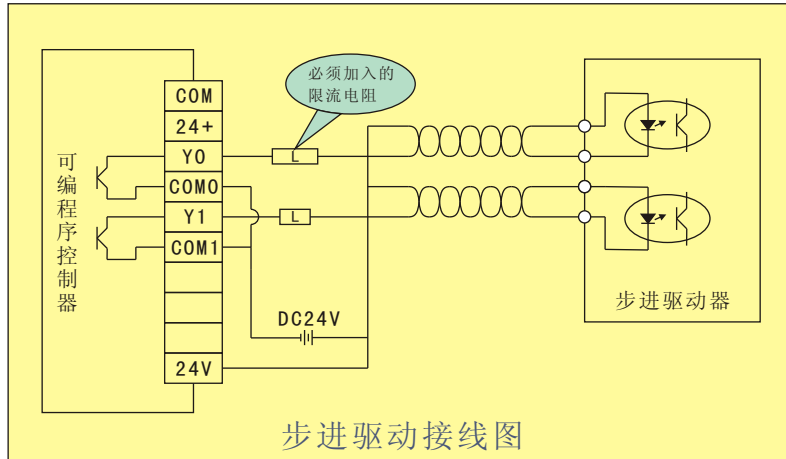 必须加入的
限流电阻
COM
24+
Y0
L
COM0
Y1
L
COM1
可编程序控制器
DC24V
24V
步进驱动器
步进驱动接线图